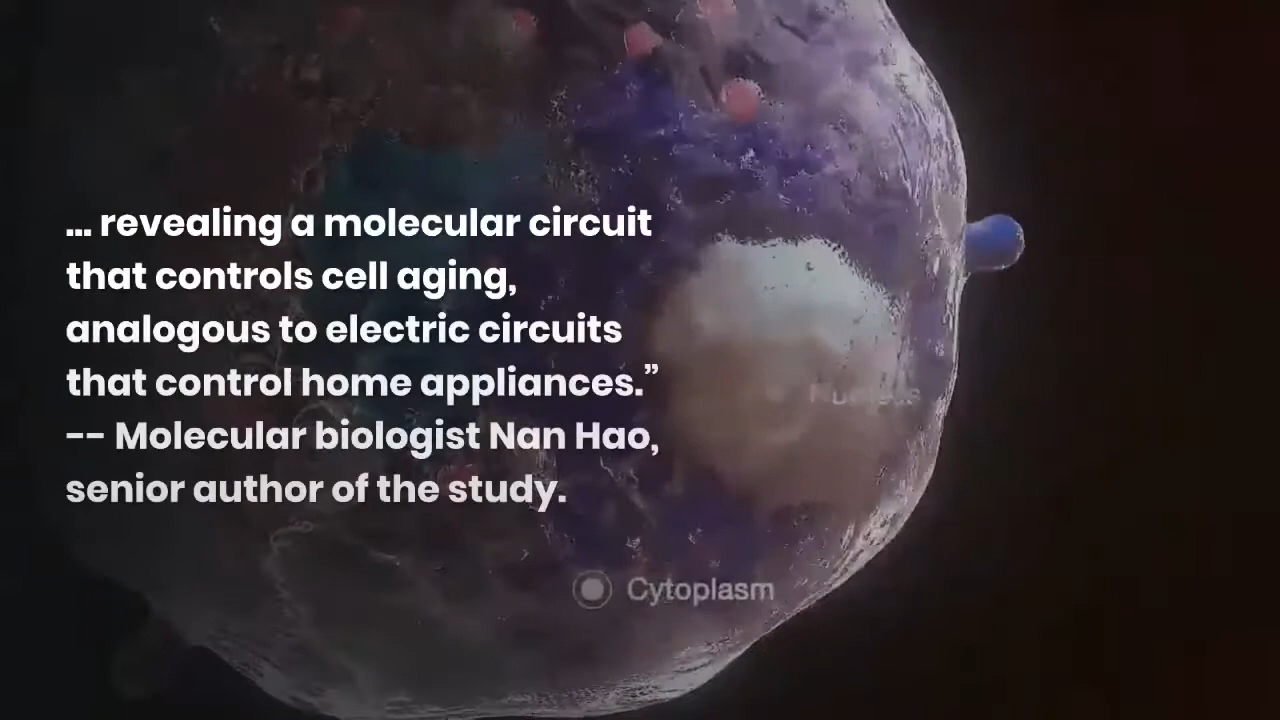 ... revealing a molecular circuit
that controls cell aging,
analogous to electric circuits
that control home appliances.”
-- Molecular biologist Nan Hao,
senior author of the study.
Nucleus
Cytoplasm